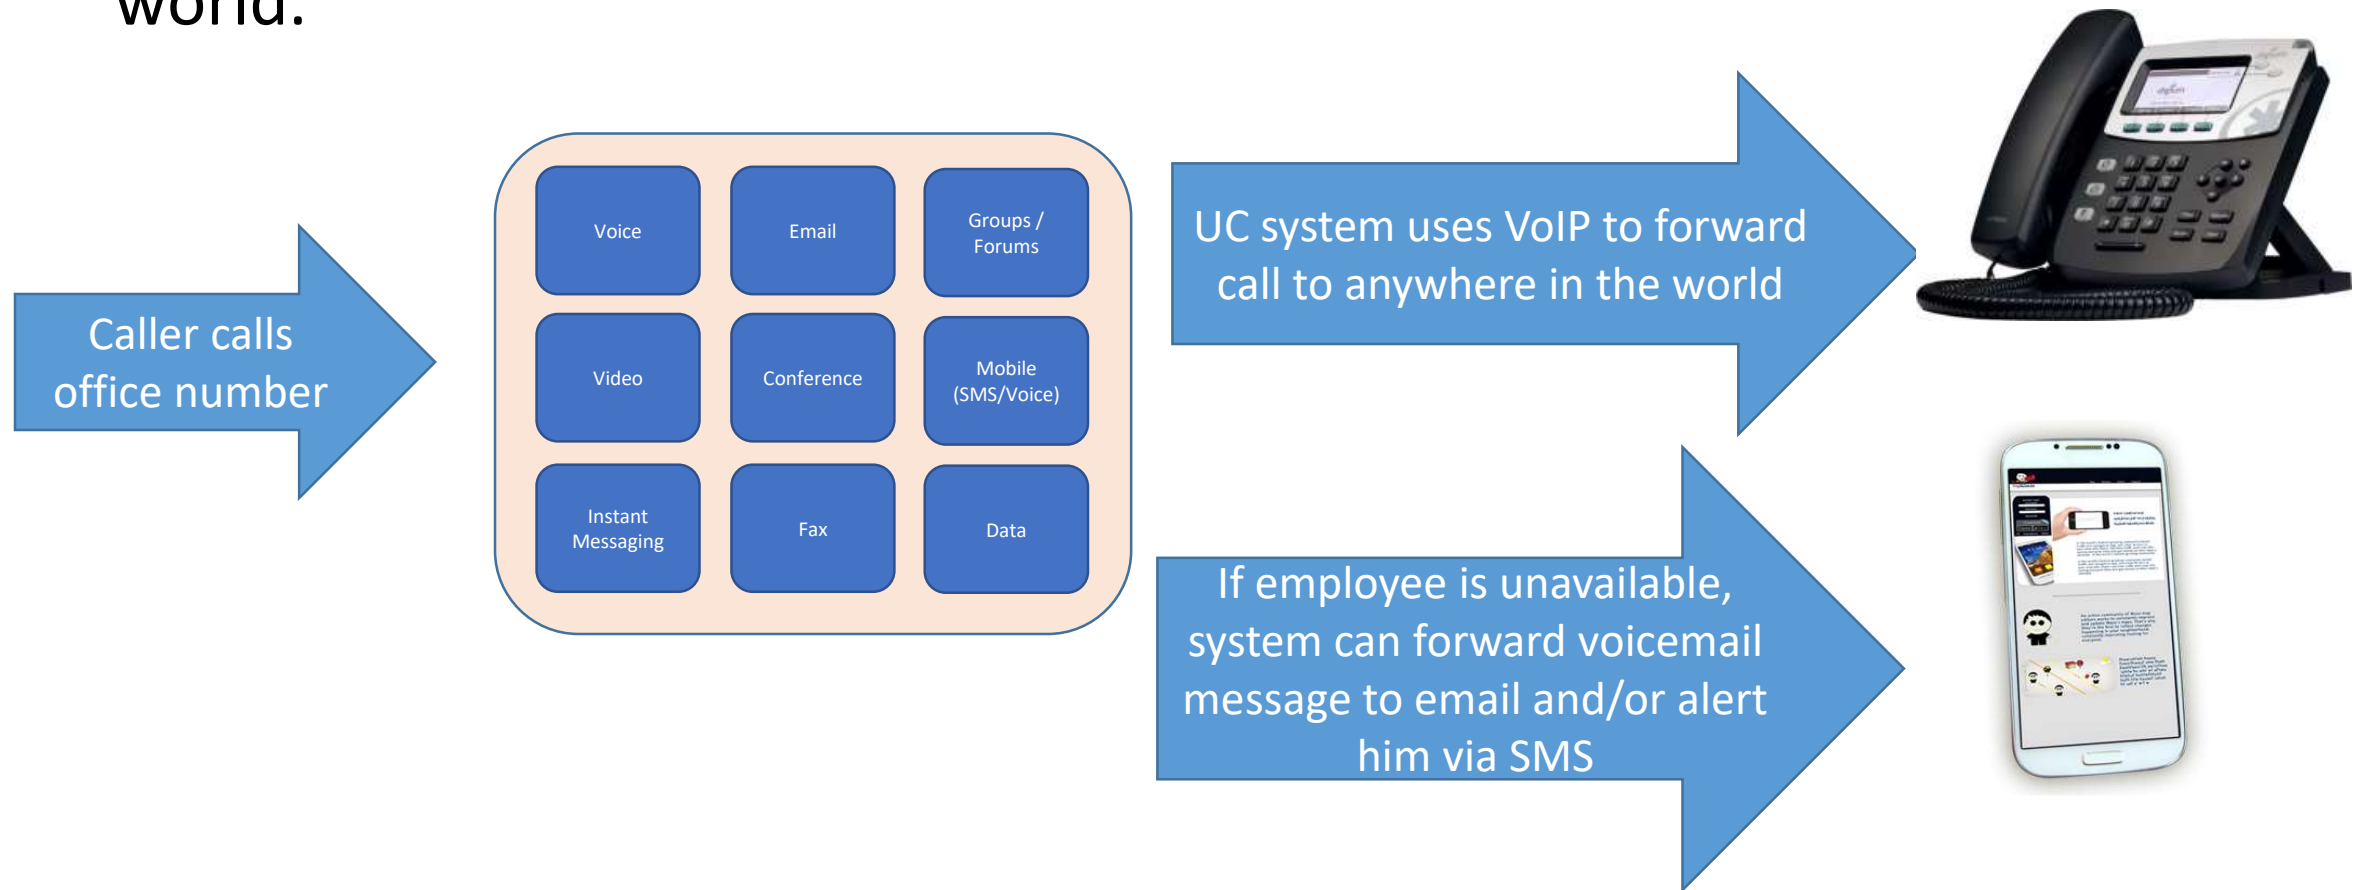 world.
Caller calls
office number
Voice
Email
Groups /
Forums
Video
Conference
Mobile
(SMS/Voice)
Instant
Messaging
Fax
Data
UC system uses VoIP to forward
call to anywhere in the world
If employee is unavailable,
system can forward voicemail
message to email and/or alert
him via SMS
digium